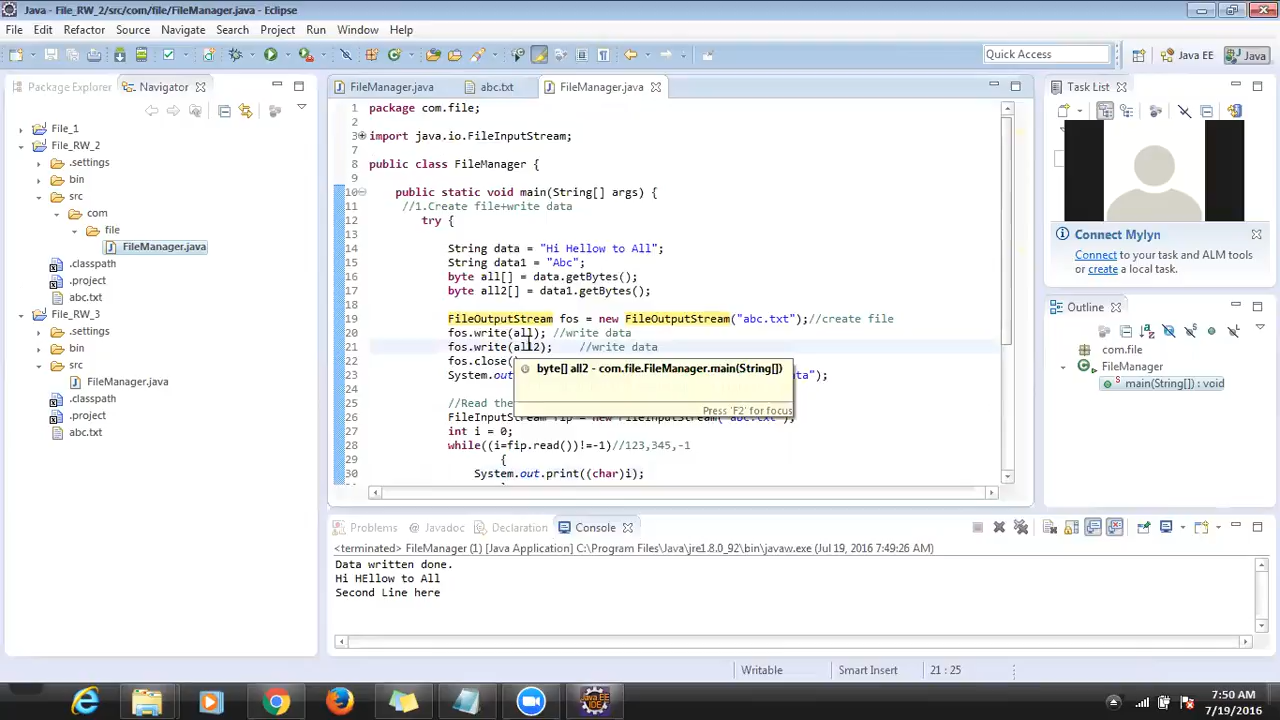 Java - File_RW_2/src/com/file/FileManager.java - Eclipse
File Edit Refactor Source Navigate Search Project Run Window Help
Quick Access
Java EE
Java
Package Explorer
Navigator
File_1
File_RW_2
.settings
bin
src
com
file
FileManager.java
.classpath
.project
abc.txt
File_RW_3
.settings
bin
src
FileManager.java
.classpath
.project
abc.txt
FileManager.java
abc.txt
FileManager.java
1 package com.file;
2
3 import java.io.FileInputStream;
7
8 public class FileManager {
9
10 public static void main(String[] args) {
11 //1.Create file+write data
12 try {
13
14 String data = "Hi Hellow to All";
15 String data1 = "Abc";
16 byte all[] = data.getBytes();
17 byte all2[] = data1.getBytes();
18
19 FileOutputStream fos = new FileOutputStream("abc.txt");//create file
20 fos.write(all); //write data
21 fos.write(all2); //write data
22 fos.close(
23 System.ou ta");
24
25 //Read the
26 FileInputStream fip = new FileInputStream("abc.txt");
27 int i = 0;
28 while((i=fip.read())!=-1)//123,345,-1
29 {
30 System.out.print((char)i);
byte[] all2 - com.file.FileManager.main(String[])
Press 'F2' for focus
Task List
Connect Mylyn
Connect to your task and ALM tools
or create a local task.
Outline
com.file
FileManager
main(String[]) : void
Problems
@ Javadoc
Declaration
Console
<terminated> FileManager (1) [Java Application] C:\Program Files\Java\jre1.8.0_92\bin\javaw.exe (Jul 19, 2016 7:49:26 AM)
Data written done.
Hi HEllow to All
Second Line here
Writable
Smart Insert
21 : 25
Java EE
IDE
7:50 AM
7/19/2016